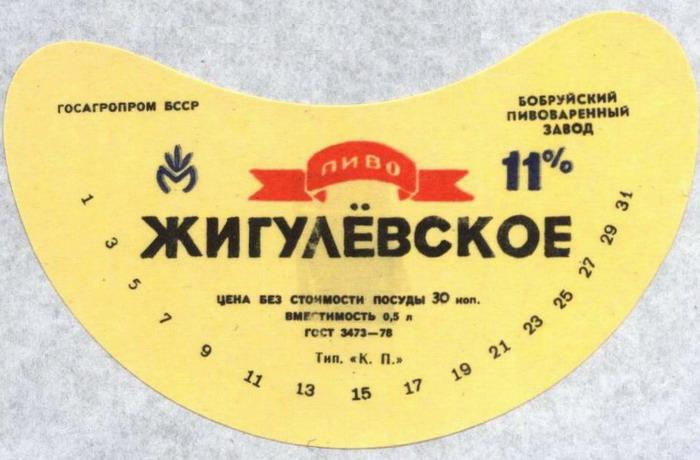 ГОСАГРОПРОМ БССР
БОБРУЙСКИЙ
ПИВОВАРЕННЫЙ
ЗАВОД
ПИВО
11%
ЖИГУЛЁВСКОЕ
ЦЕНА БЕЗ СТОИМОСТИ ПОСУДЫ 30 коп.
ВМЕСТИМОСТЬ 0,5 л
ГОСТ 3473—78
Тип. «К. П.»
1 3 5 7 9 11 13 15 17 19 21 23 25 27 29 31